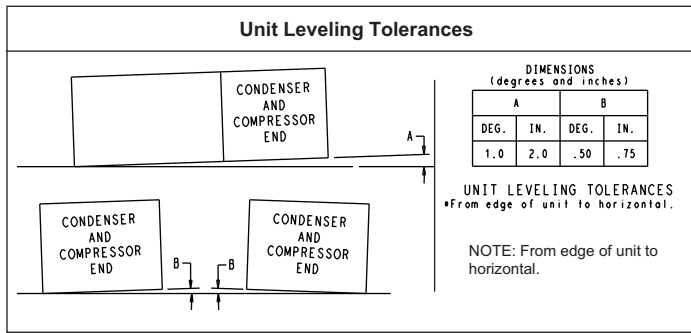 Unit Leveling Tolerances
CONDENSER
AND
COMPRESSOR
END
A
DIMENSIONS
(degrees and inches)
A B
DEG. IN. DEG. IN.
1.0 2.0 .50 .75
UNIT LEVELING TOLERANCES
*From edge of unit to horizontal.
NOTE: From edge of unit to
horizontal.
CONDENSER
AND
COMPRESSOR
END
B
B
CONDENSER
AND
COMPRESSOR
END